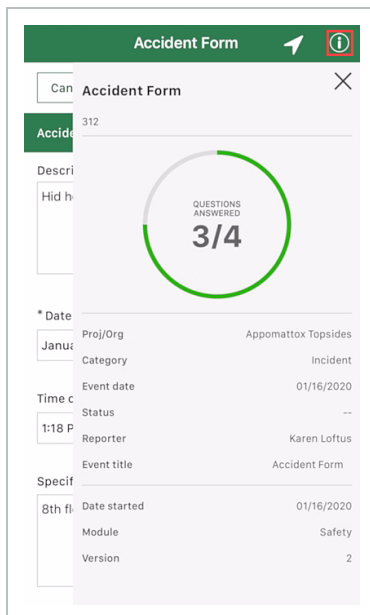 Accident Form
Can
Accident Form
312
Accide
Descri
Hid h
QUESTIONS
ANSWERED
3/4
* Date
Janua
Proj/Org Appomattox Topsides
Category Incident
Event date 01/16/2020
Time o
Status --
1:18 P
Reporter Karen Loftus
Event title Accident Form
Specif
8th fl
Date started 01/16/2020
Module Safety
Version 2